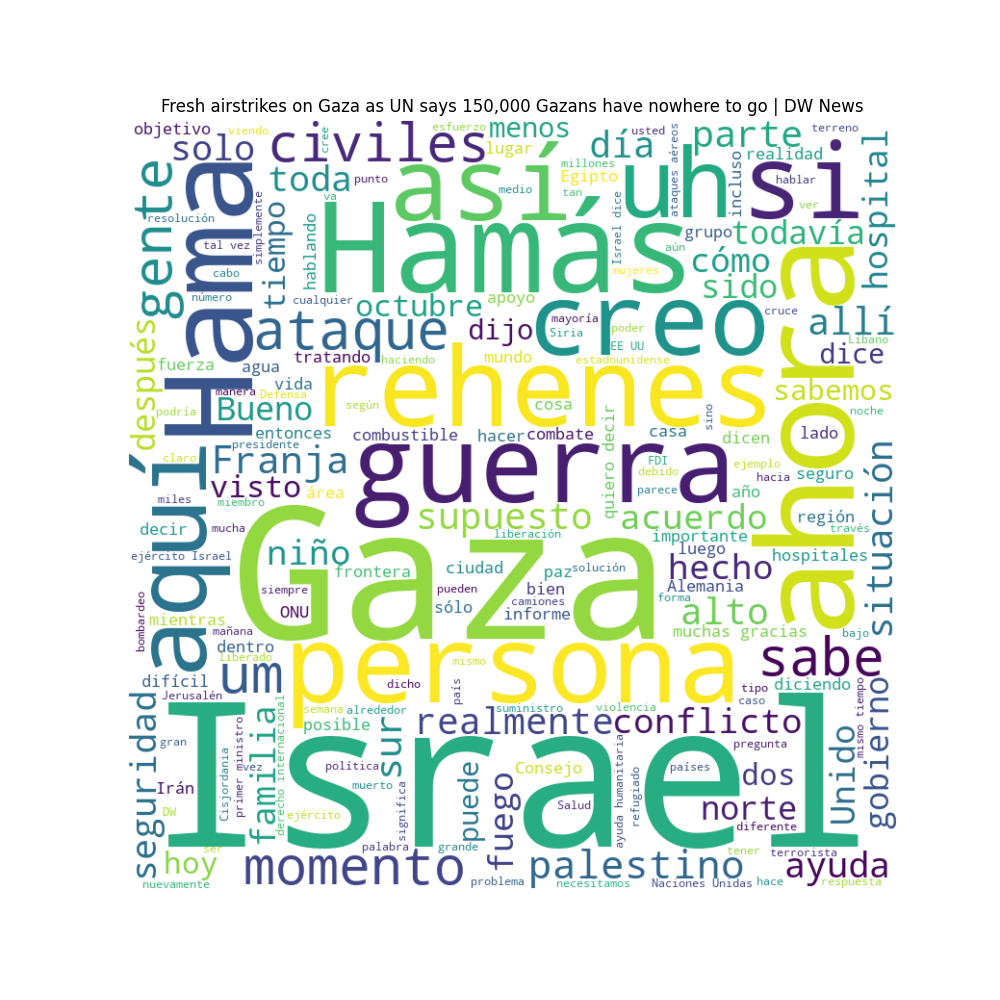 Fresh airstrikes on Gaza as UN says 150,000 Gazans have nowhere to go | DW News
objetivo
viendo
solo
civiles
cree
esfuerzo
menos
lugar
día
usted
ataques aéreos
parte
terreno
realidad
hospital
gente
Hama
toda
punto
va
así
millones
Egipto
tan
medio
uh
incluso
si
hablar
ver
resolución
simplemente
tal vez
cabo
número
tiempo
hablando
Hamás
Israel dice
aún
mujeres
grupo
todavía
cómo
sido
cualquier
octubre
apoyo
creo
cruce
allí
Líbano
dice
después
ataque
dijo
mayoría
Siria
poder
EE UU
ahora
fuerza
agua
tratando
haciendo
mundo
estadounidense
vida
manera
Defensa
rehenes
sabemos
podría
Bueno
según
cosa
quiero decir
sino
noche
aquí
entonces
presidente
combustible
hacer
combate
casa
dicen
lado
claro
Franja
guerra
FDI
debido
ejemplo
hacia
seguro
situación
visto
área
parece
año
miles
miembro
supuesto
acuerdo
región
través
decir
mucha
liberación
importante
ejército Israel
niño
frontera
ciudad
paz
solución
luego
hecho
hospitales
Gaza
siempre
pueden
bien
Alemania
camiones
forma
ONU
sólo
informe
alto
bombardeo
mientras
mañana
muchas gracias
bajo
dentro
liberado
persona
mismo
sabe
difícil
um
dicho
país
tipo
diciendo
Jerusalén
caso
mismo tiempo
gobierno
seguridad
familia
derecho internacional
semana
alrededor
suministro
violencia
posible
sur
realmente
conflicto
gran
Cisjordania
primer ministro
vez
Israel
pregunta
Unido
Irán
política
muerto
significa
puede
fuego
Consejo
ayuda humanitaria
refugiado
países
dos
DW
ejército
Salud
norte
diferente
ser
palabra
grande
tener
terrorista
hoy
momento
palestino
ayuda
nuevamente
problema
necesitamos
Naciones Unidas
hace
respuesta